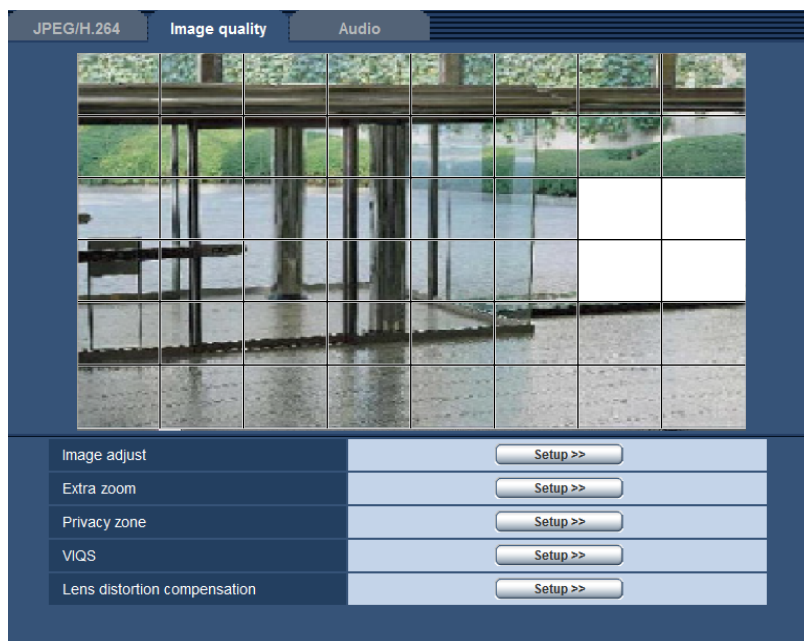 JPEG/H.264 Image quality Audio
Image adjust Setup >>
Extra zoom Setup >>
Privacy zone Setup >>
VIQS Setup >>
Lens distortion compensation Setup >>